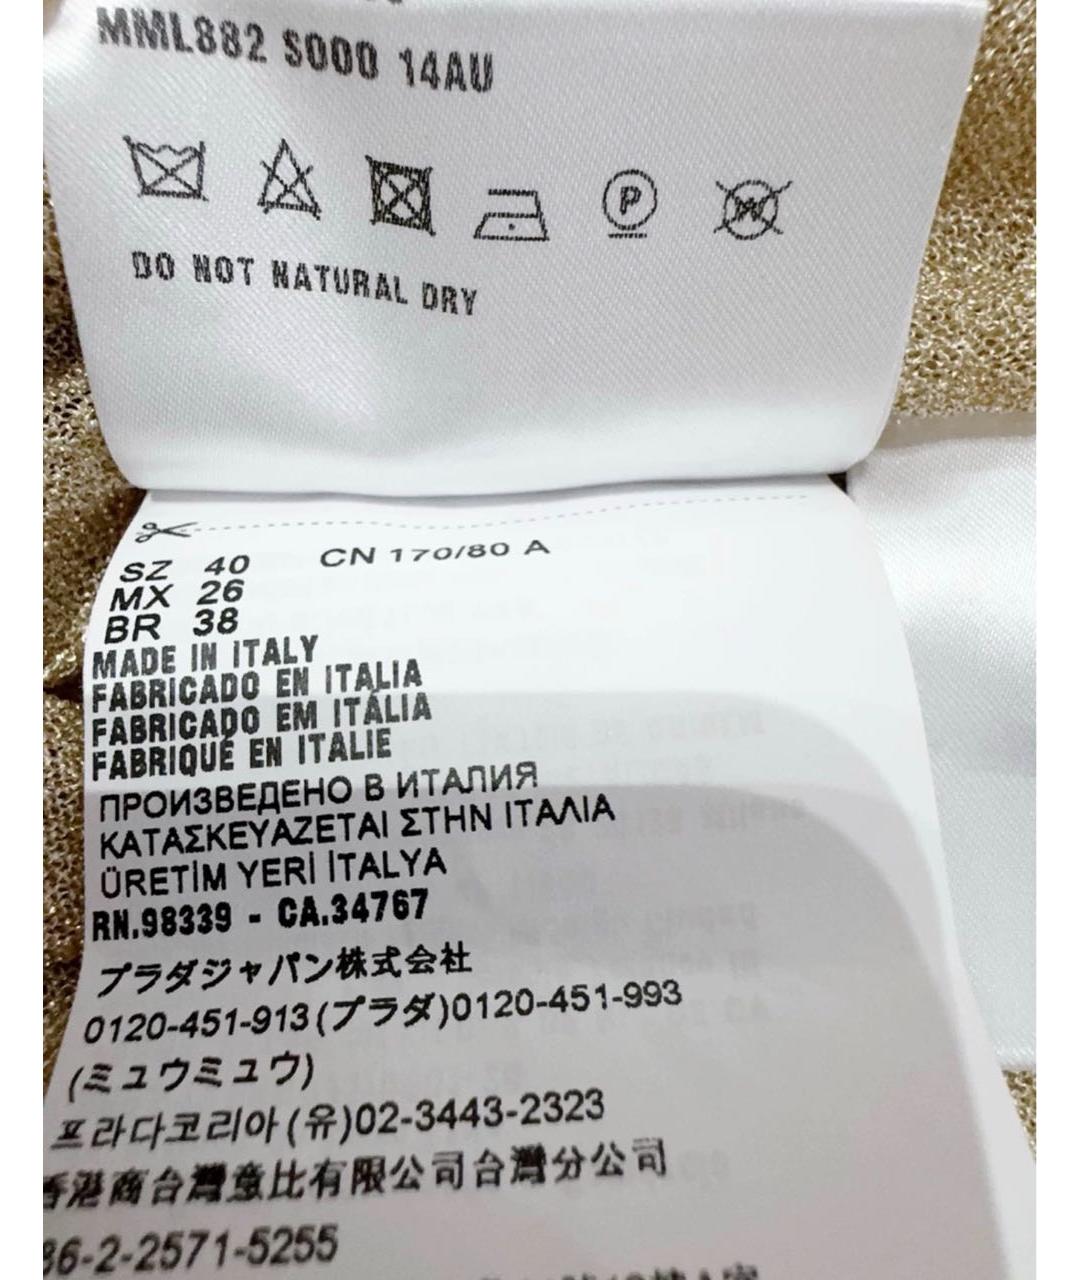 MML882 S000 14AU
P
W
DO NOT NATURAL DRY
SZ 40 CN 170/80 A
MX 26
BR 38
MADE IN ITALY
FABRICADO EN ITALIA
FABRICADO EM ITÁLIA
FABRIQUÉ EN ITALIE
ПРОИЗВЕДЕНО В ИТАЛИЯ
ΚΑΤΑΣΚΕΥΑΖΕΤΑΙ ΣΤΗΝ ΙΤΑΛΙΑ
ÜRETİM YERİ İTALYA
RN.98339 - CA.34767
プラダジャパン株式会社
0120-451-913(プラダ)0120-451-993
(ミュウミュウ)
프라다코리아(유)02-3443-2323
香港商台灣意比有限公司台灣分公司
86-2-2571-5255